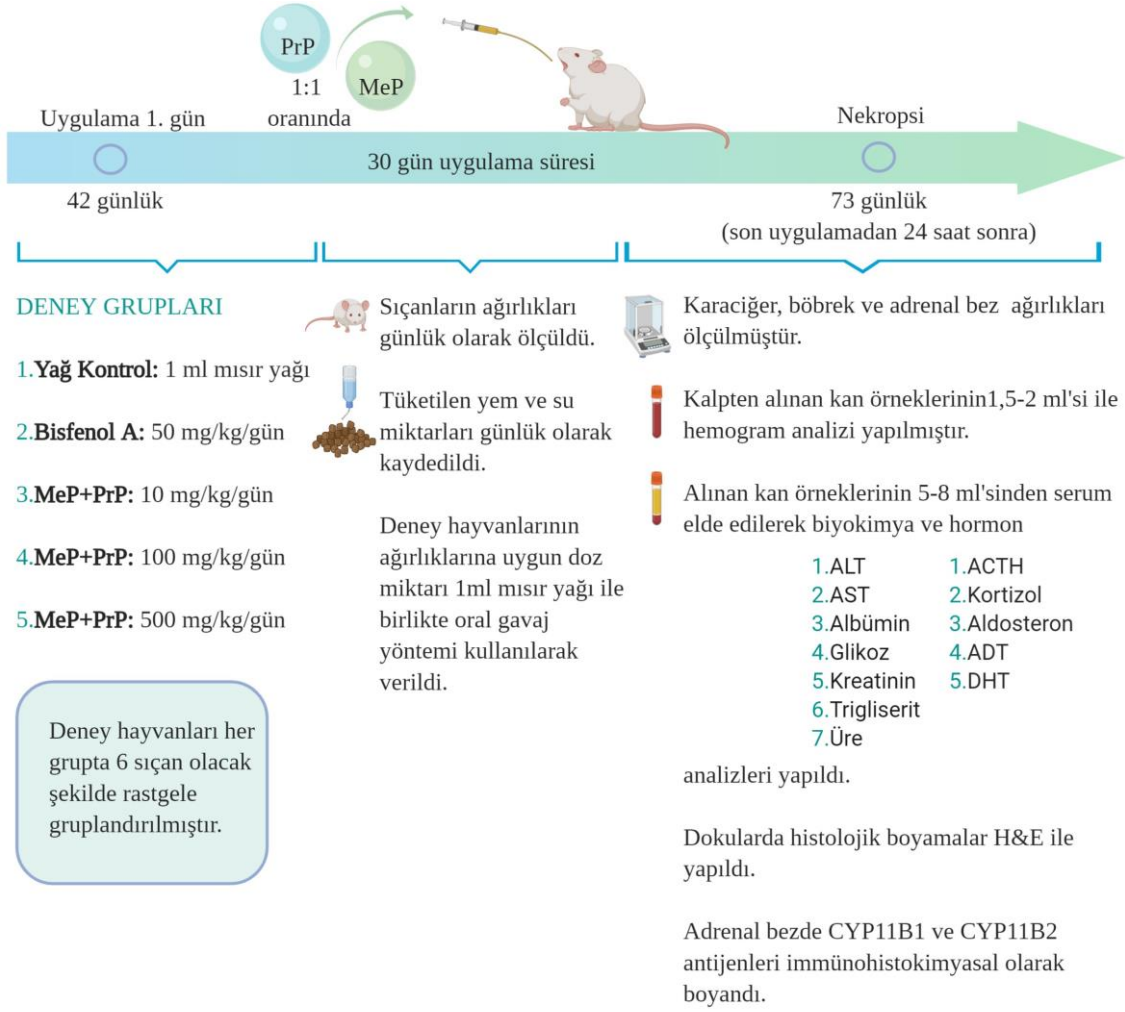 PrP
1:1
oranında
MeP
Uygulama 1. gün
Nekropsi
30 gün uygulama süresi
42 günlük
73 günlük
(son uygulamadan 24 saat sonra)
DENEY GRUPLARI
1.Yağ Kontrol: 1 ml mısır yağı
2.Bisfenol A: 50 mg/kg/gün
3.MeP+PrP: 10 mg/kg/gün
4.MeP+PrP: 100 mg/kg/gün
5.MeP+PrP: 500 mg/kg/gün
Deney hayvanları her
grupta 6 sıçan olacak
şekilde rastgele
gruplandırılmıştır.
Sıçanların ağırlıkları
günlük olarak ölçüldü.
Tüketilen yem ve su
miktarları günlük olarak
kaydedildi.
Deney hayvanlarının
ağırlıklarına uygun doz
miktarı 1ml mısır yağı ile
birlikte oral gavaj
yöntemi kullanılarak
verildi.
Karaciğer, böbrek ve adrenal bez ağırlıkları
ölçülmüştür.
Kalpten alınan kan örneklerinin1,5-2 ml'si ile
hemogram analizi yapılmıştır.
Alınan kan örneklerinin 5-8 ml'sinden serum
elde edilerek biyokimya ve hormon
1.ALT
2.AST
3.Albümin
4.Glikoz
5.Kreatinin
6.Trigliserit
7.Üre
1.ACTH
2.Kortizol
3.Aldosteron
4.ADT
5.DHT
analizleri yapıldı.
Dokularda histolojik boyamalar H&E ile
yapıldı.
Adrenal bezde CYP11B1 ve CYP11B2
antijenleri immünohistokimyasal olarak
boyandı.